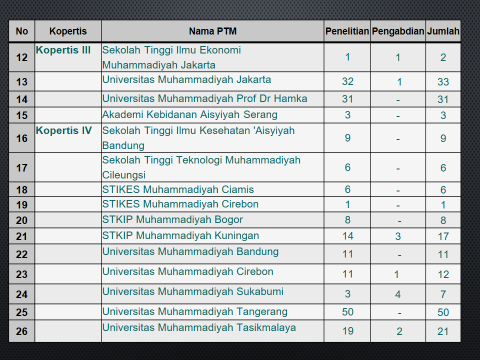 No Kopertis Nama PTM Penelitian Pengabdian Jumlah
12 Kopertis III Sekolah Tinggi Ilmu Ekonomi
Muhammadiyah Jakarta 1 1 2
13 Universitas Muhammadiyah Jakarta 32 1 33
14 Universitas Muhammadiyah Prof Dr Hamka 31 - 31
15 Akademi Kebidanan Aisyiyah Serang 3 - 3
16 Kopertis IV Sekolah Tinggi Ilmu Kesehatan 'Aisyiyah
Bandung 9 - 9
17 Sekolah Tinggi Teknologi Muhammadiyah
Cileungsi 6 - 6
18 STIKES Muhammadiyah Ciamis 6 - 6
19 STIKES Muhammadiyah Cirebon 1 - 1
20 STKIP Muhammadiyah Bogor 8 - 8
21 STKIP Muhammadiyah Kuningan 14 3 17
22 Universitas Muhammadiyah Bandung 11 - 11
23 Universitas Muhammadiyah Cirebon 11 1 12
24 Universitas Muhammadiyah Sukabumi 3 4 7
25 Universitas Muhammadiyah Tangerang 50 - 50
26 Universitas Muhammadiyah Tasikmalaya 19 2 21